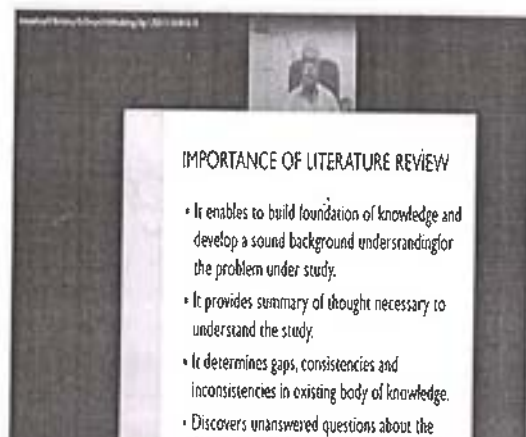 IMPORTANCE OF LITERATURE REVIEW
• It enables to build foundation of knowledge and
develop a sound background understandingfor
the problem under study.
• It provides summary of thought necessary to
understand the study.
• It determines gaps, consistencies and
inconsistencies in existing body of knowledge.
• Discovers unanswered questions about the